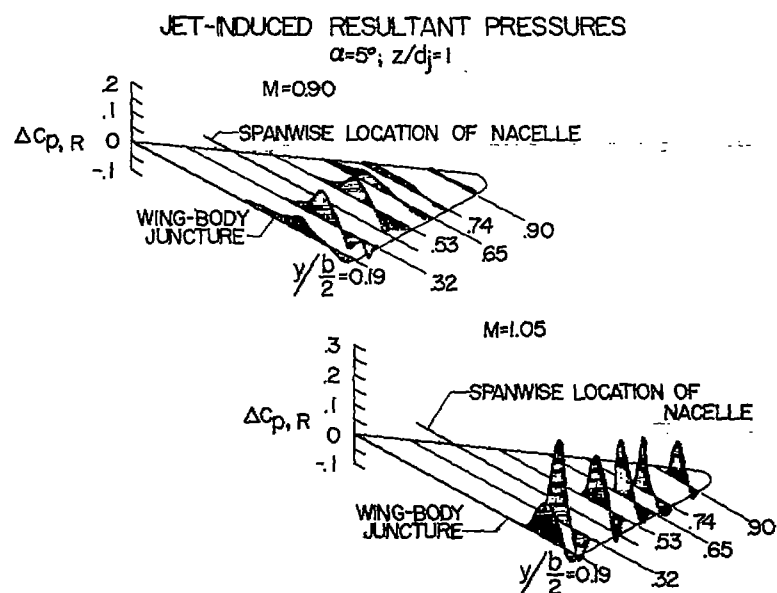 JET-INDUCED RESULTANT PRESSURES
α=5°; z/dj=1
M=0.90
.2
.1
ΔCp, R 0
-.1
SPANWISE LOCATION OF NACELLE
WING-BODY
JUNCTURE
y/b/2=0.19
.32
.53
.65
.74
.90
M=1.05
.3
.2
.1
ΔCp, R 0
-.1
SPANWISE LOCATION OF
NACELLE
WING-BODY
JUNCTURE
y/b/2=0.19
.32
.53
.65
.74
.90